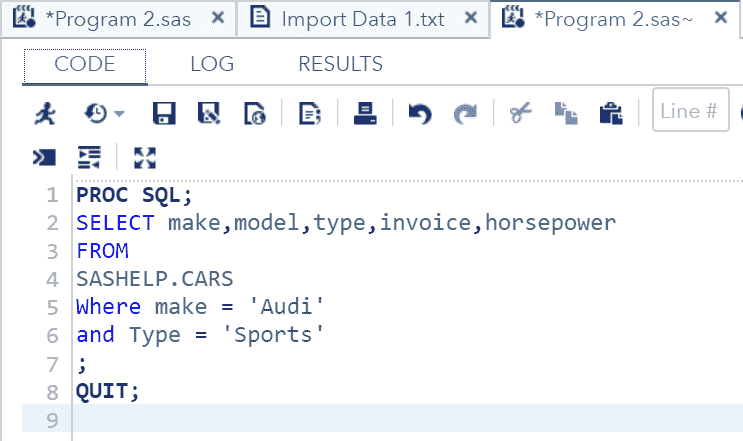 *Program 2.sas × Import Data 1.txt × *Program 2.sas~ ×
CODE LOG RESULTS
Line #
1 PROC SQL;
2 SELECT make,model,type,invoice,horsepower
3 FROM
4 SASHELP.CARS
5 Where make = 'Audi'
6 and Type = 'Sports'
7 ;
8 QUIT;
9